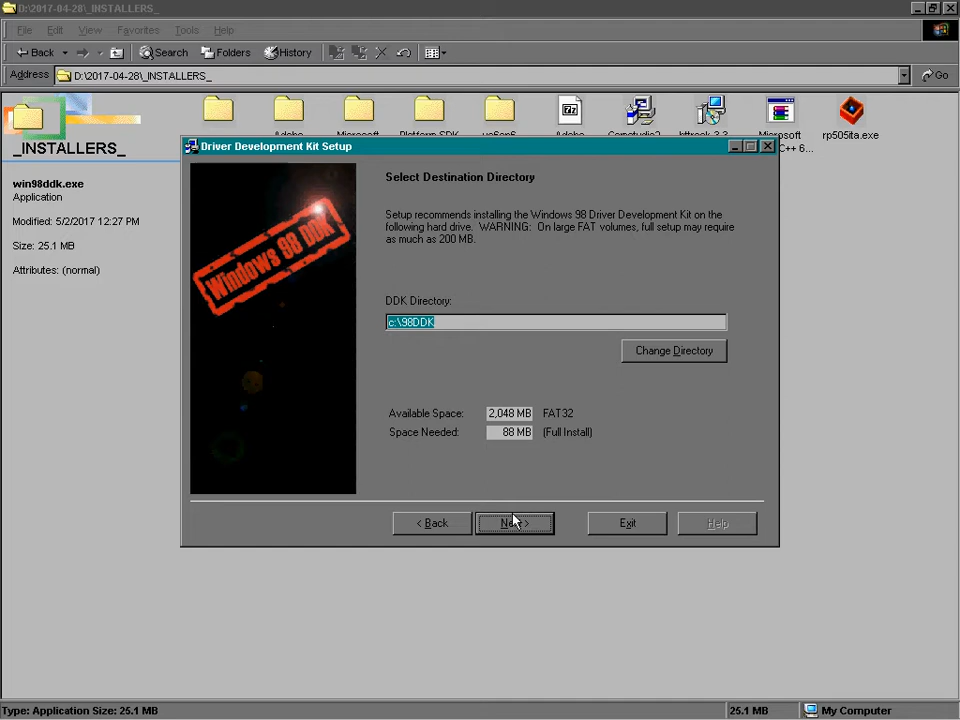 D:\2017-04-28\_INSTALLERS_
File Edit View Favorites Tools Help
Back Search Folders History
Address D:\2017-04-28\_INSTALLERS_ Go
_INSTALLERS_
win98ddk.exe
Application
Modified: 5/2/2017 12:27 PM
Size: 25.1 MB
Attributes: (normal)
Adobe Microsoft Platform SDK vc6sp6 Adobe Microsoft rp505ita.exe
C++ 6...
Driver Development Kit Setup
Windows 98 DDK
Select Destination Directory
Setup recommends installing the Windows 98 Driver Development Kit on the
following hard drive. WARNING: On large FAT volumes, full setup may require
as much as 200 MB.
DDK Directory:
c:\98DDK
Change Directory
Available Space: 2,048 MB FAT32
Space Needed: 88 MB (Full Install)
< Back Exit Help
Type: Application Size: 25.1 MB 25.1 MB My Computer